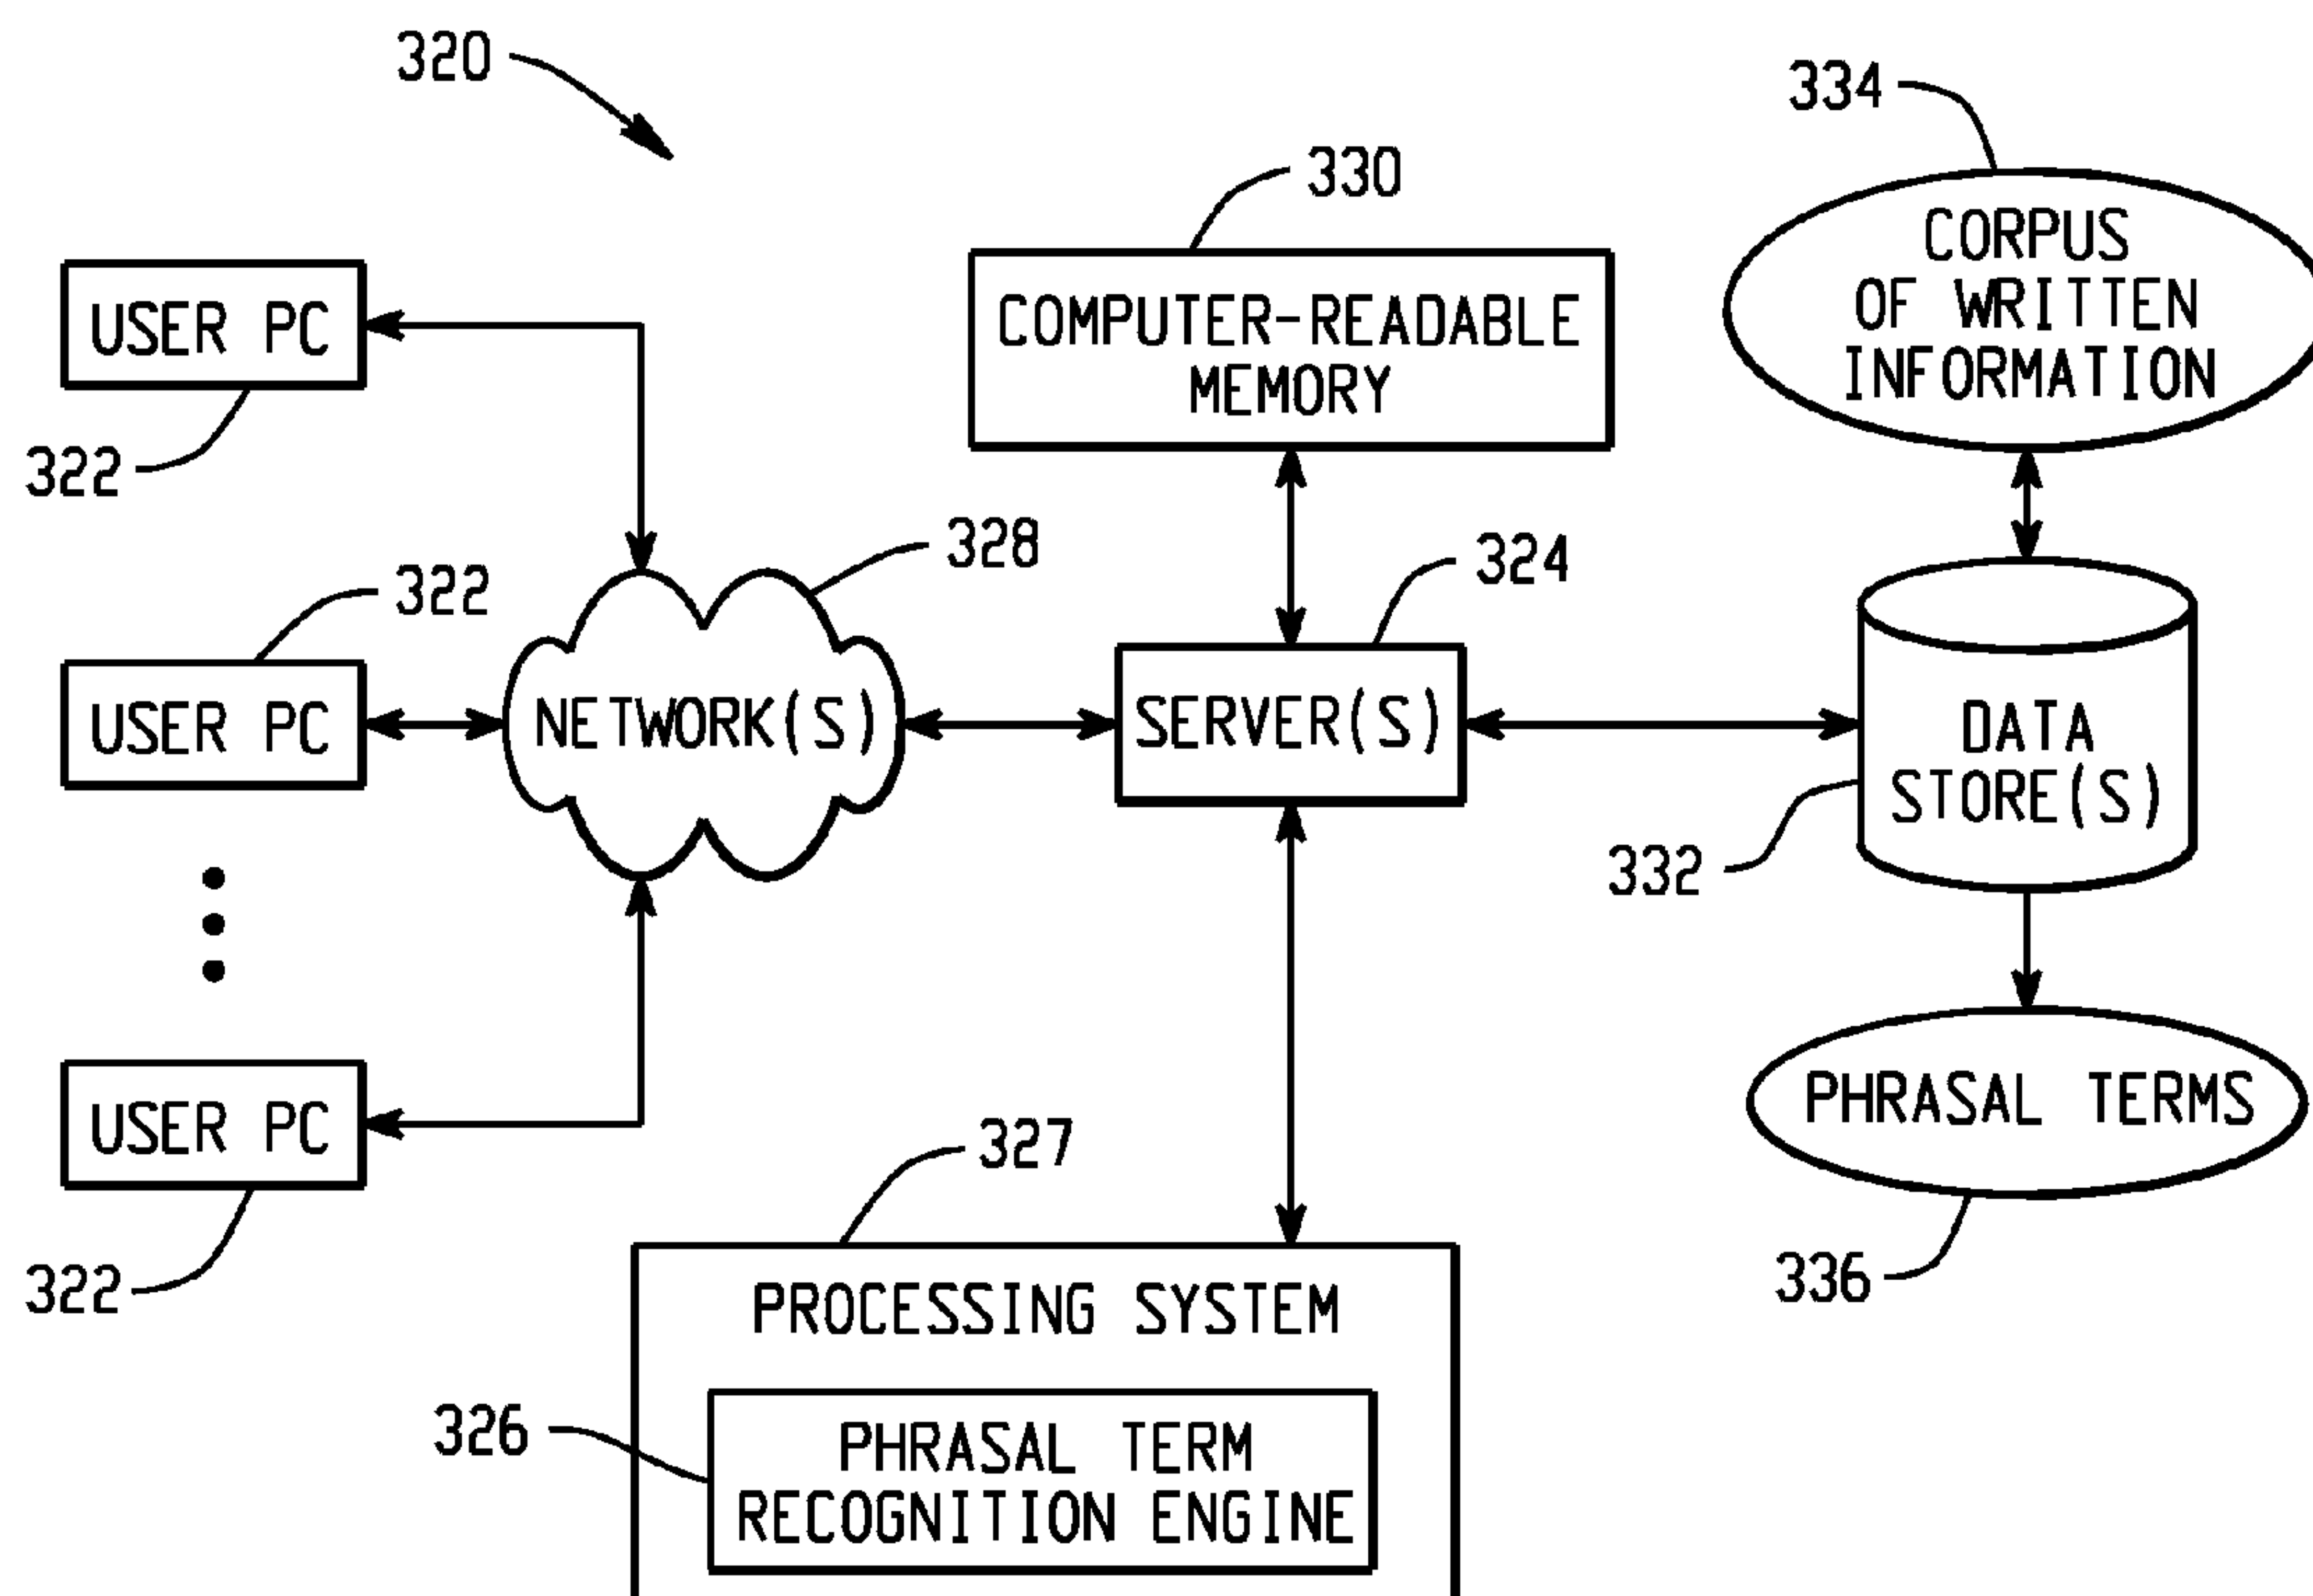 320
334
330
CORPUS
OF WRITTEN
INFORMATION
USER PC
COMPUTER-READABLE
MEMORY
322
328
324
322
USER PC
NETWORK(S)
SERVER(S)
DATA
STORE(S)
332
USER PC
327
PHRASAL TERMS
322
336
PROCESSING SYSTEM
326
PHRASAL TERM
RECOGNITION ENGINE